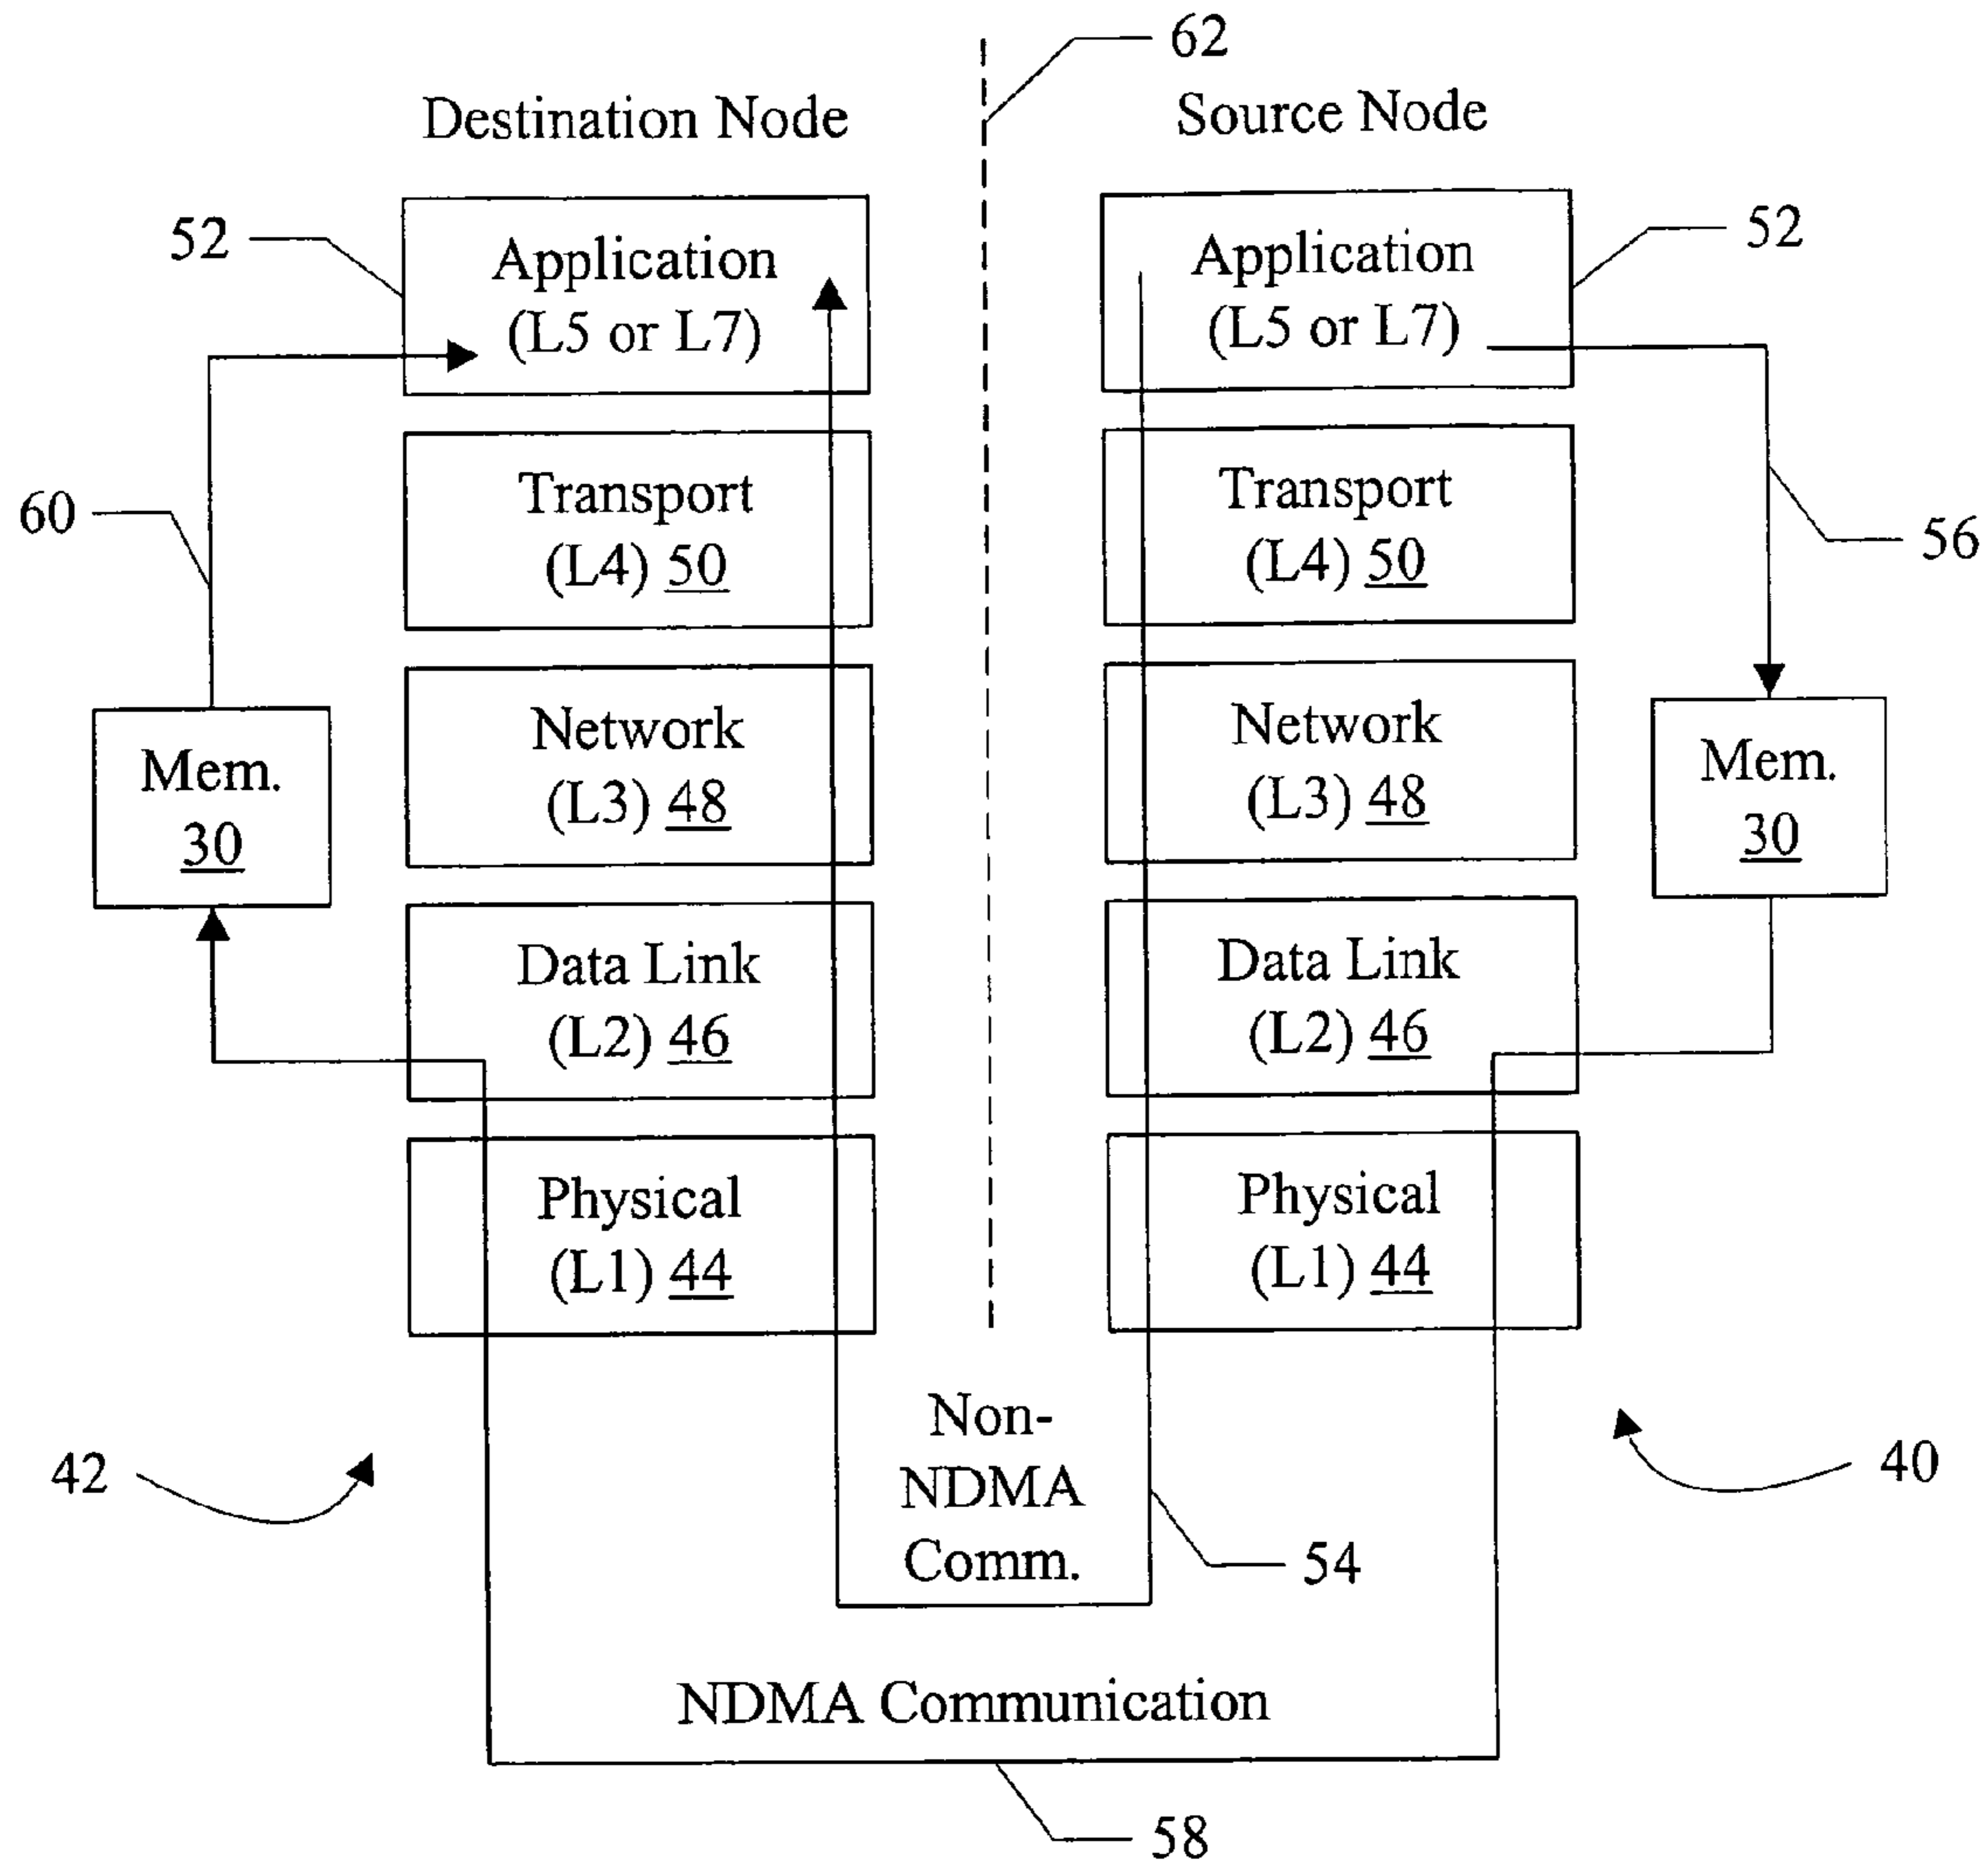 62
Destination Node
Source Node
52
Application
(L5 or L7)
Application
(L5 or L7)
52
60
Transport
(L4) 50
Transport
(L4) 50
56
Mem.
30
Network
(L3) 48
Network
(L3) 48
Mem.
30
Data Link
(L2) 46
Data Link
(L2) 46
Physical
(L1) 44
Physical
(L1) 44
42
Non-
NDMA
Comm.
40
54
NDMA Communication
58